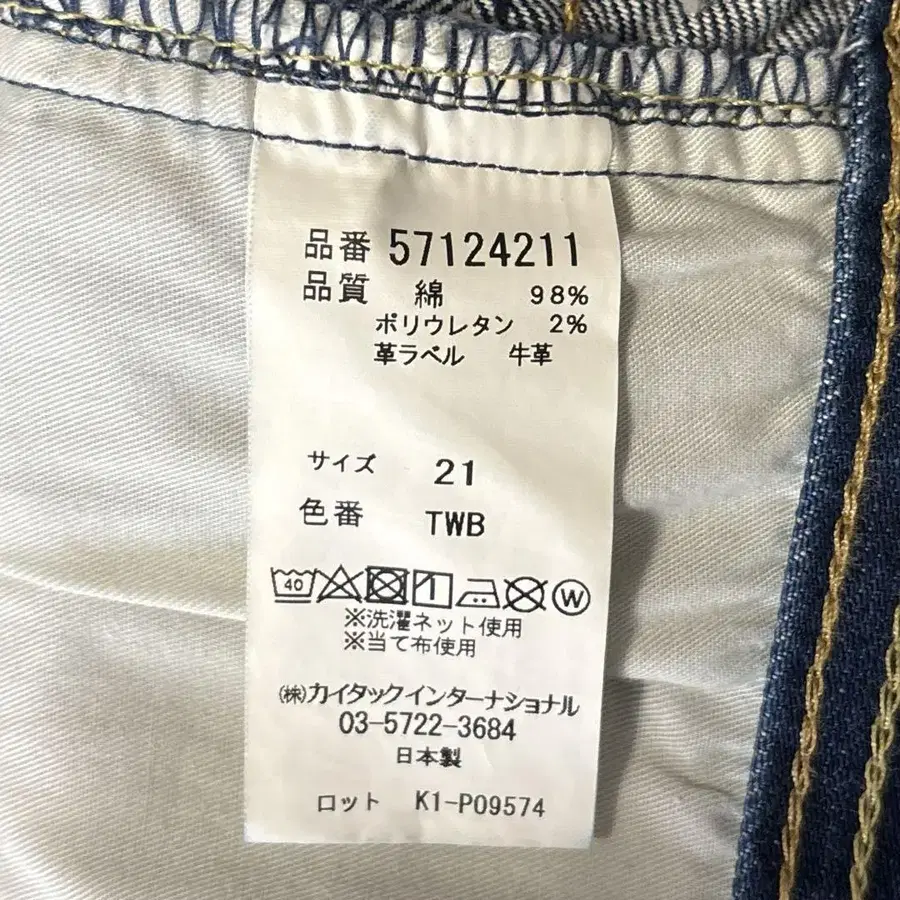 品番 57124211
品質 綿 98%
ポリウレタン 2%
革ラベル 牛革
サイズ 21
色番 TWB
40 W
※洗濯ネット使用
※当て布使用
㈱カイタックインターナショナル
03-5722-3684
日本製
ロット K1-P09574